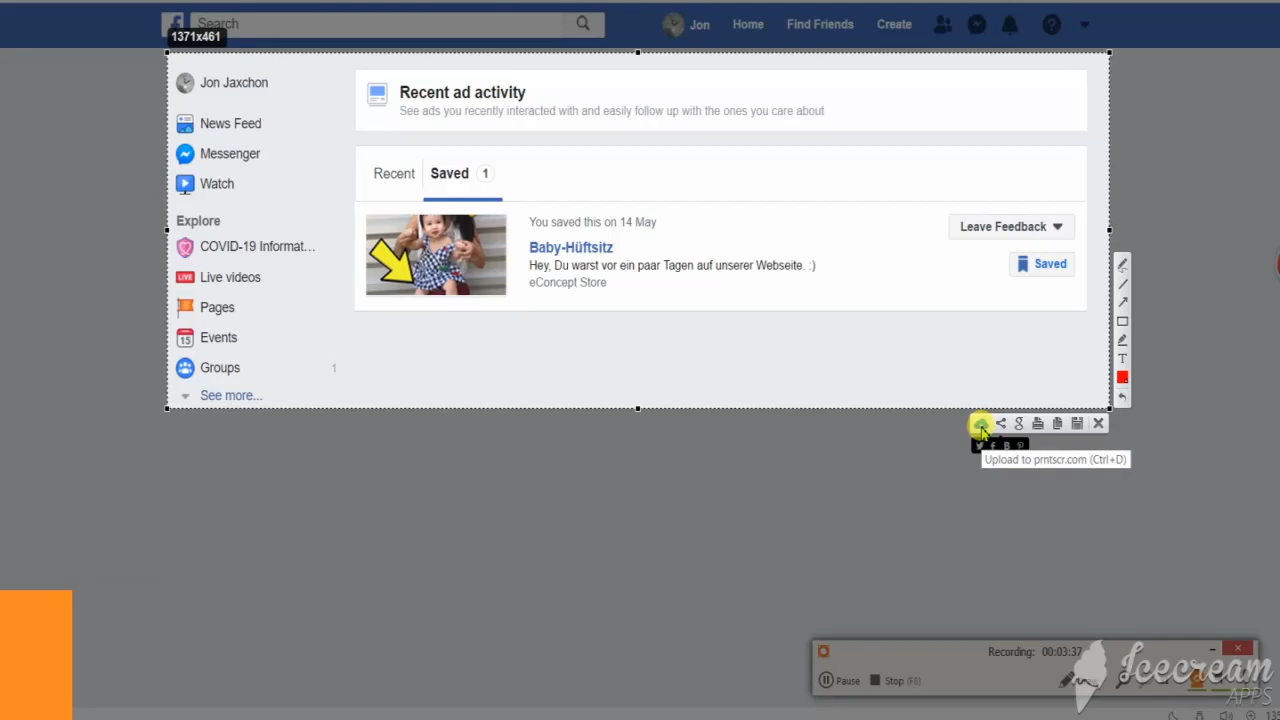 Search
Jon
Home
Find Friends
Create
1371x461
Jon Jaxchon
News Feed
Messenger
Watch
Explore
COVID-19 Informat...
LIVE Live videos
Pages
15 Events
Groups 1
See more...
Recent ad activity
See ads you recently interacted with and easily follow up with the ones you care about
Recent
Saved 1
You saved this on 14 May
Baby-Hüftsitz
Hey, Du warst vor ein paar Tagen auf unserer Webseite. :)
eConcept Store
Leave Feedback
Saved
T
Upload to prntscr.com (Ctrl+D)
Recording: 00:03:37
Pause
Stop (F8)
Icecream
APPS